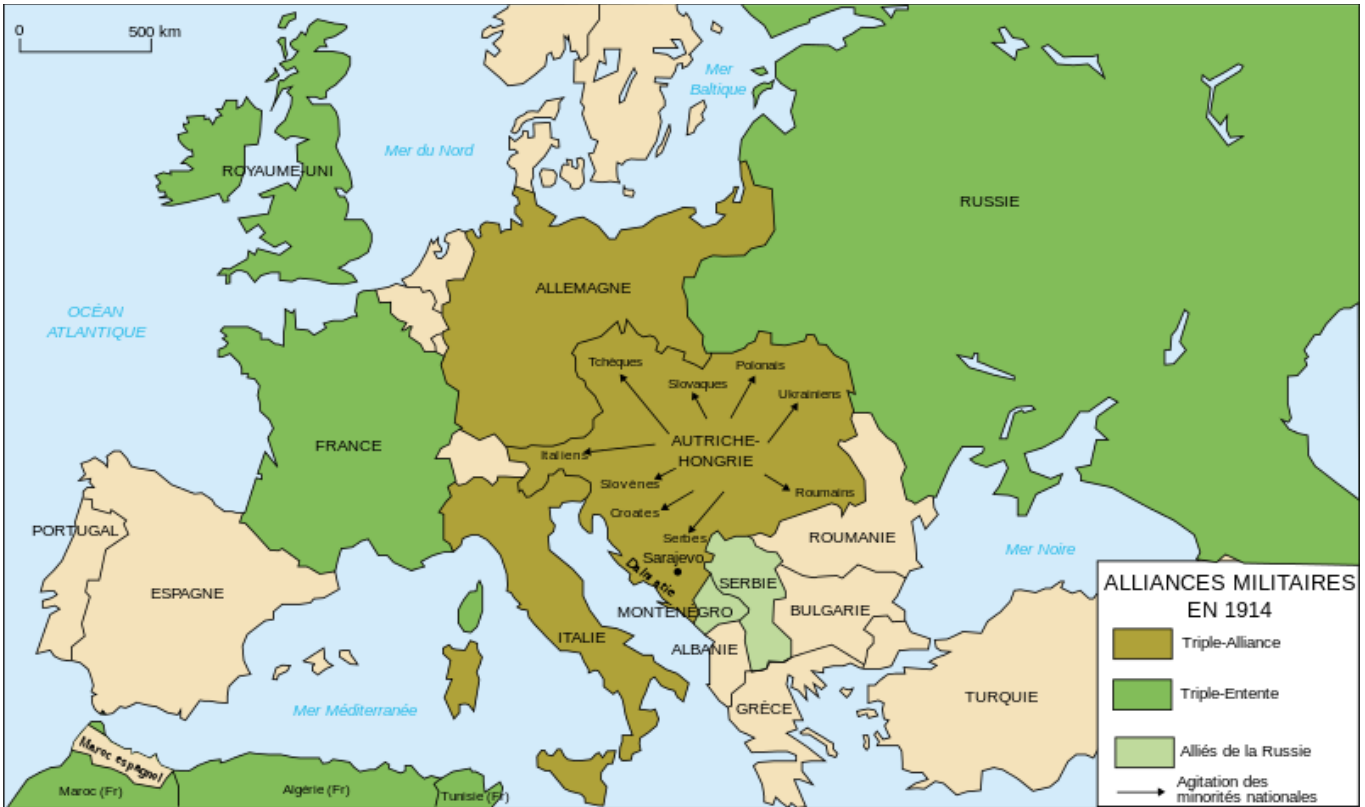 0 500 km
Mer
Baltique
Mer du Nord
ROYAUME-UNI
RUSSIE
ALLEMAGNE
OCÉAN
ATLANTIQUE
Tchèques
Polonais
Slovaques
Ukrainiens
FRANCE
AUTRICHE-
HONGRIE
Italiens
Slovènes
Roumains
Croates
PORTUGAL
Serbes
ROUMANIE
Mer Noire
Sarajevo
Dalmatie
SERBIE
ESPAGNE
MONTÉNÉGRO
BULGARIE
ITALIE
ALBANIE
TURQUIE
GRÈCE
Mer Méditerranée
Maroc espagnol
Maroc (Fr)
Algérie (Fr)
Tunisie (Fr)
ALLIANCES MILITAIRES
EN 1914
Triple-Alliance
Triple-Entente
Alliés de la Russie
Agitation des
minorités nationales